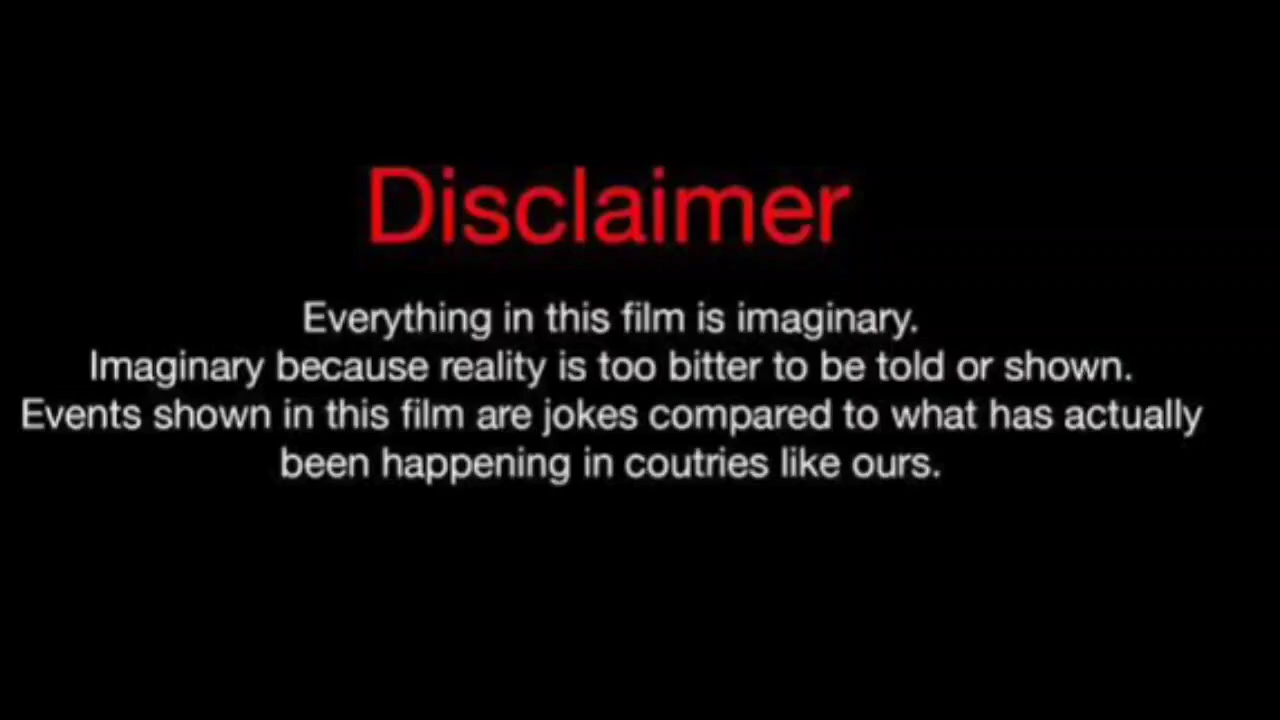 Disclaimer
Everything in this film is imaginary.
Imaginary because reality is too bitter to be told or shown.
Events shown in this film are jokes compared to what has actually
been happening in coutries like ours.